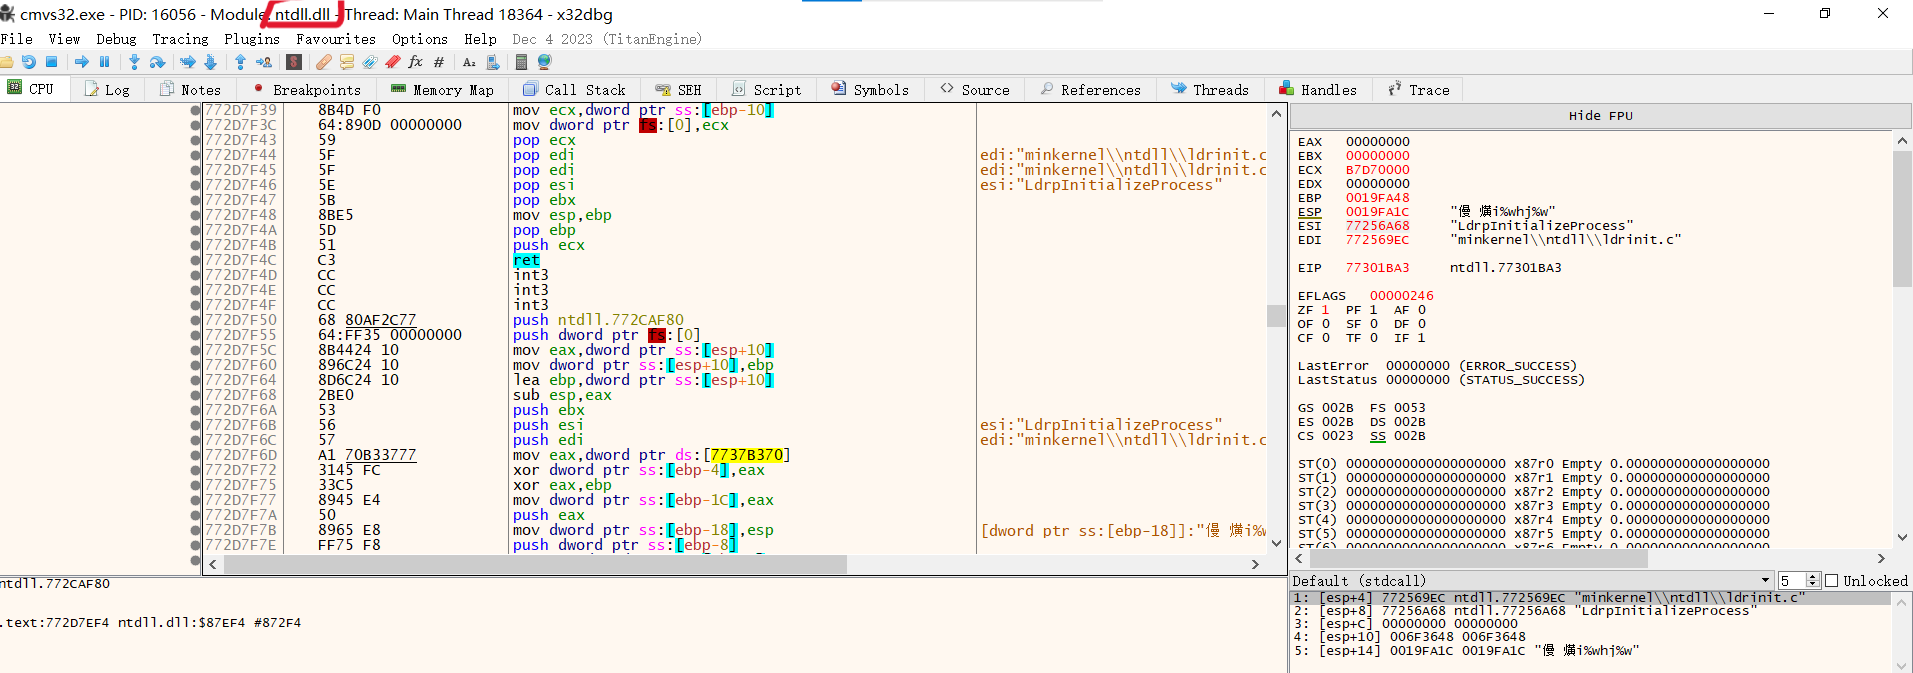 cmvs32.exe - PID: 16056 - Module: ntdll.dll - Thread: Main Thread 18364 - x32dbg
File View Debug Tracing Plugins Favourites Options Help Dec 4 2023 (TitanEngine)
CPU Log Notes Breakpoints Memory Map Call Stack SEH Script Symbols Source References Threads Handles Trace
772D7F39 8B4D F0 mov ecx,dword ptr ss:[ebp-10]
772D7F3C 64:890D 00000000 mov dword ptr fs:[0],ecx
772D7F43 59 pop ecx
772D7F44 5F pop edi edi:"minkernel\\ntdll\\ldrinit.c
772D7F45 5F pop edi edi:"minkernel\\ntdll\\ldrinit.c
772D7F46 5E pop esi esi:"LdrpInitializeProcess"
772D7F47 5B pop ebx
772D7F48 8BE5 mov esp,ebp
772D7F4A 5D pop ebp
772D7F4B 51 push ecx
772D7F4C C3 ret
772D7F4D CC int3
772D7F4E CC int3
772D7F4F CC int3
772D7F50 68 80AF2C77 push ntdll.772CAF80
772D7F55 64:FF35 00000000 push dword ptr fs:[0]
772D7F5C 8B4424 10 mov eax,dword ptr ss:[esp+10]
772D7F60 896C24 10 mov dword ptr ss:[esp+10],ebp
772D7F64 8D6C24 10 lea ebp,dword ptr ss:[esp+10]
772D7F68 2BE0 sub esp,eax
772D7F6A 53 push ebx
772D7F6B 56 push esi esi:"LdrpInitializeProcess"
772D7F6C 57 push edi edi:"minkernel\\ntdll\\ldrinit.c
772D7F6D A1 70B33777 mov eax,dword ptr ds:[7737B370]
772D7F72 3145 FC xor dword ptr ss:[ebp-4],eax
772D7F75 33C5 xor eax,ebp
772D7F77 8945 E4 mov dword ptr ss:[ebp-1C],eax
772D7F7A 50 push eax
772D7F7B 8965 E8 mov dword ptr ss:[ebp-18],esp [dword ptr ss:[ebp-18]]:"
772D7F7E FF75 F8 push dword ptr ss:[ebp-8]
ntdll.772CAF80
.text:772D7EF4 ntdll.dll:$87EF4 #872F4
Hide FPU
EAX 00000000
EBX 00000000
ECX B7D70000
EDX 00000000
EBP 0019FA48
ESP 0019FA1C i%whj%w"
ESI 77256A68 "LdrpInitializeProcess"
EDI 772569EC "minkernel\\ntdll\\ldrinit.c"
EIP 77301BA3 ntdll.77301BA3
EFLAGS 00000246
ZF 1 PF 1 AF 0
OF 0 SF 0 DF 0
CF 0 TF 0 IF 1
LastError 00000000 (ERROR_SUCCESS)
LastStatus 00000000 (STATUS_SUCCESS)
GS 002B FS 0053
ES 002B DS 002B
CS 0023 SS 002B
ST(0) 00000000000000000000 x87r0 Empty 0.000000000000000000
ST(1) 00000000000000000000 x87r1 Empty 0.000000000000000000
ST(2) 00000000000000000000 x87r2 Empty 0.000000000000000000
ST(3) 00000000000000000000 x87r3 Empty 0.000000000000000000
ST(4) 00000000000000000000 x87r4 Empty 0.000000000000000000
ST(5) 00000000000000000000 x87r5 Empty 0.000000000000000000
ST(6) 00000000000000000000 x87r6 Empty 0.000000000000000000
Default (stdcall) 5 Unlocked
1: [esp+4] 772569EC ntdll.772569EC "minkernel\\ntdll\\ldrinit.c"
2: [esp+8] 77256A68 ntdll.77256A68 "LdrpInitializeProcess"
3: [esp+C] 00000000 00000000
4: [esp+10] 006F3648 006F3648
5: [esp+14] 0019FA1C 0019FA1C i%whj%w"